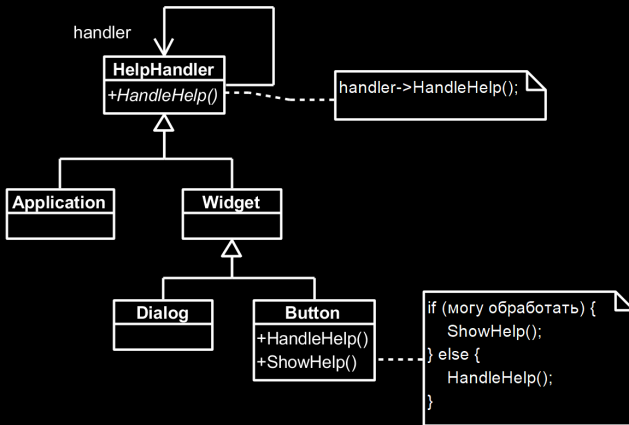 handler
HelpHandler
+HandleHelp()
handler->HandleHelp();
Application
Widget
Dialog
Button
+HandleHelp()
+ShowHelp()
if (могу обработать) {
ShowHelp();
} else {
HandleHelp();
}